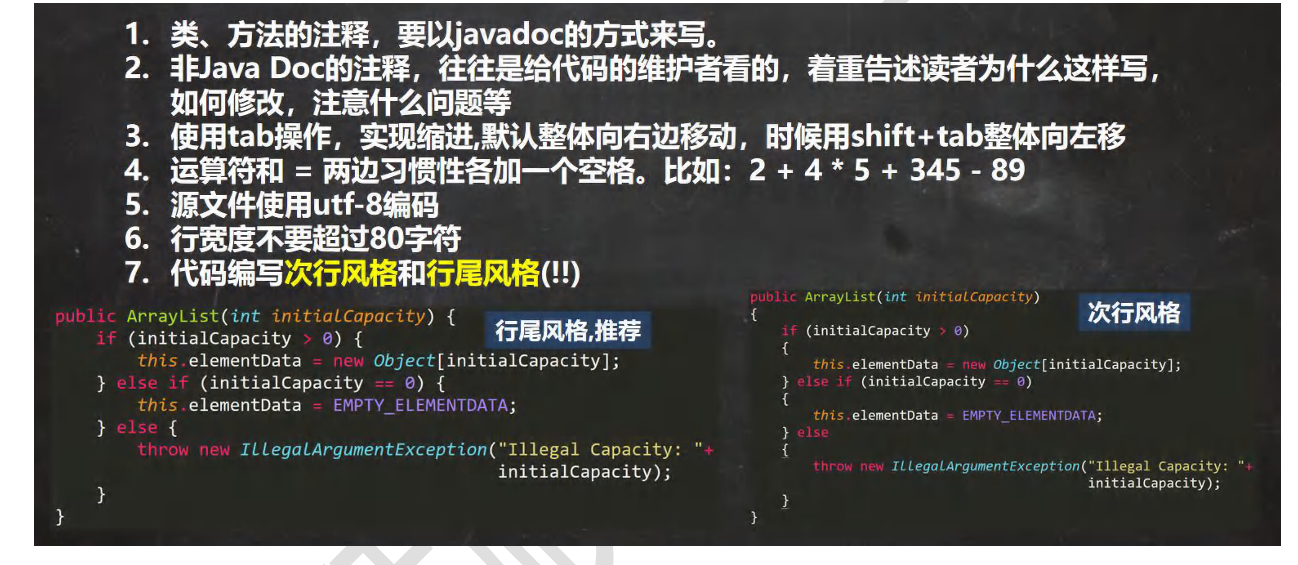 1. 类、方法的注释，要以javadoc的方式来写。
2. 非Java Doc的注释，往往是给代码的维护者看的，着重告述读者为什么这样写，
如何修改，注意什么问题等
3. 使用tab操作，实现缩进,默认整体向右边移动，时候用shift+tab整体向左移
4. 运算符和 = 两边习惯性各加一个空格。比如：2 + 4 * 5 + 345 - 89
5. 源文件使用utf-8编码
6. 行宽度不要超过80字符
7. 代码编写次行风格和行尾风格(!!)
public ArrayList(int initialCapacity) {
if (initialCapacity > 0) {
this.elementData = new Object[initialCapacity];
} else if (initialCapacity == 0) {
this.elementData = EMPTY_ELEMENTDATA;
} else {
throw new IllegalArgumentException("Illegal Capacity: "+
initialCapacity);
}
}
行尾风格,推荐
public ArrayList(int initialCapacity)
{
if (initialCapacity > 0)
{
this.elementData = new Object[initialCapacity];
} else if (initialCapacity == 0)
{
this.elementData = EMPTY_ELEMENTDATA;
} else
{
throw new IllegalArgumentException("Illegal Capacity: "+
initialCapacity);
}
}
次行风格